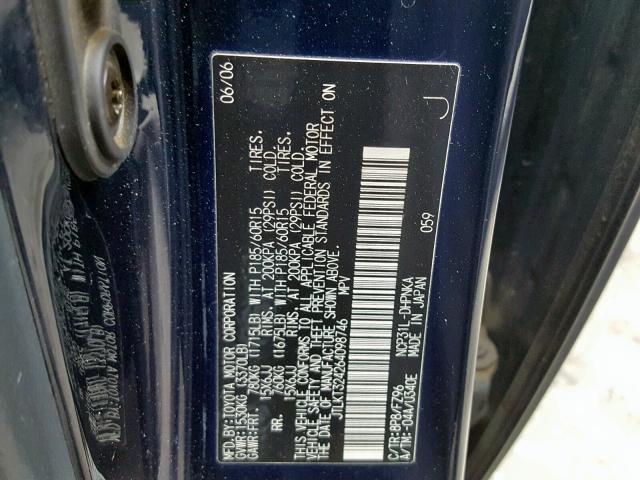 MFD.BY:TOYOTA MOTOR CORPORATION 06/06
GVWR:1530KG (3370LB)
GAWR:FRT. 780KG (1715LB) WITH P185/60R15 TIRES.
15X6JJ RIMS, AT 200KPA (29PSI) COLD.
RR. 760KG (1675LB) WITH P185/60R15 TIRES.
15X6JJ RIMS, AT 200KPA (29PSI) COLD.
THIS VEHICLE CONFORMS TO ALL APPLICABLE FEDERAL MOTOR
VEHICLE SAFETY AND THEFT PREVENTION STANDARDS IN EFFECT ON
THE DATE OF MANUFACTURE SHOWN ABOVE.
JTLKT324264098746 MPV
J
059
C/TR:8P8/FZ96 NCP31L-DHPNKA
A/TM:-04A/U340E MADE IN JAPAN